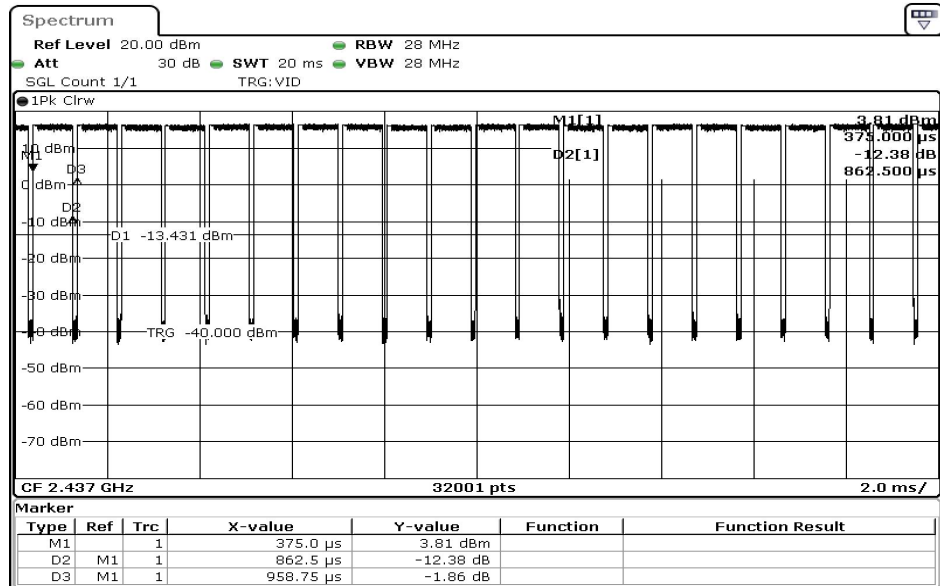 Spectrum
Ref Level 20.00 dBm RBW 28 MHz
Att 30 dB SWT 20 ms VBW 28 MHz
SGL Count 1/1 TRG:VID
1Pk Clrw
M1[1] 3.81 dBm
375.000 µs
10 dBm
D2[1] -12.38 dB
862.500 µs
M1
D3
0 dBm
D2
-10 dBm
D1 -13.431 dBm
-20 dBm
-30 dBm
-40 dBm
TRG -40.000 dBm
-50 dBm
-60 dBm
-70 dBm
CF 2.437 GHz 32001 pts 2.0 ms/
Marker
Type Ref Trc X-value Y-value Function Function Result
M1 1 375.0 µs 3.81 dBm
D2 M1 1 862.5 µs -12.38 dB
D3 M1 1 958.75 µs -1.86 dB